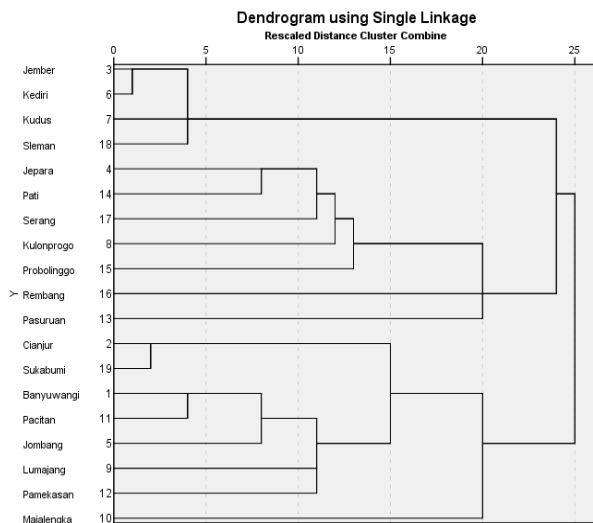 Dendrogram using Single Linkage
Rescaled Distance Cluster Combine
0 5 10 15 20 25
Jember 3
Kediri 6
Kudus 7
Sleman 18
Jepara 4
Pati 14
Serang 17
Kulonprogo 8
Probolinggo 15
Y Rembang 16
Pasuruan 13
Cianjur 2
Sukabumi 19
Banyuwangi 1
Pacitan 11
Jombang 5
Lumajang 9
Pamekasan 12
Majalengka 10